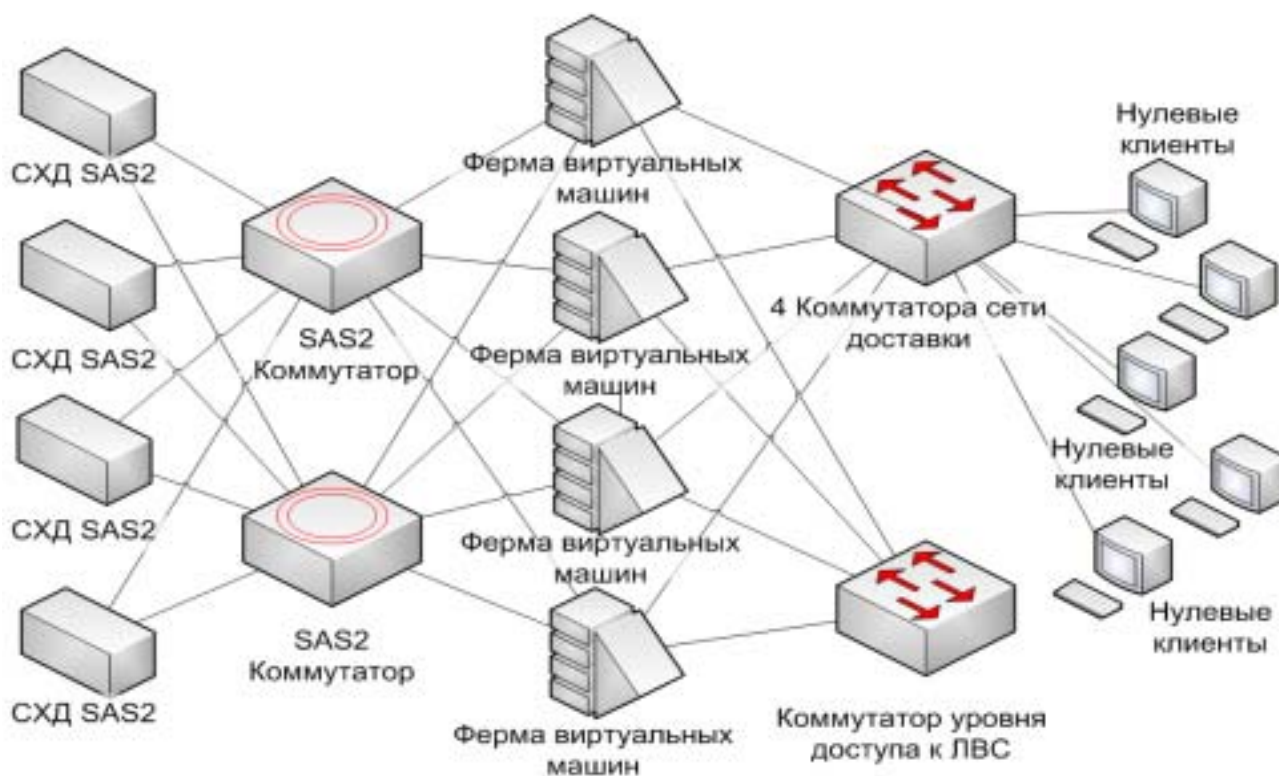 СХД SAS2
СХД SAS2
СХД SAS2
СХД SAS2
SAS2
Коммутатор
SAS2
Коммутатор
Ферма виртуальных
машин
Ферма виртуальных
машин
Ферма виртуальных
машин
Ферма виртуальных
машин
4 Коммутатора сети
доставки
Коммутатор уровня
доступа к ЛВС
Нулевые
клиенты
Нулевые
клиенты
Нулевые
клиенты